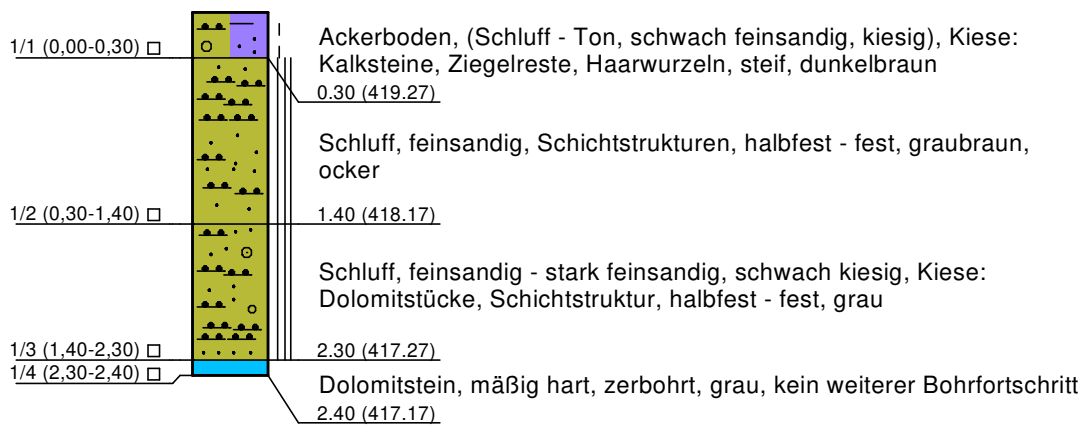 1/1 (0,00-0,30)
Ackerboden, (Schluff - Ton, schwach feinsandig, kiesig), Kiese:
Kalksteine, Ziegelreste, Haarwurzeln, steif, dunkelbraun
0.30 (419.27)
Schluff, feinsandig, Schichtstrukturen, halbfest - fest, graubraun,
ocker
1/2 (0,30-1,40)
1.40 (418.17)
Schluff, feinsandig - stark feinsandig, schwach kiesig, Kiese:
Dolomitstücke, Schichtstruktur, halbfest - fest, grau
1/3 (1,40-2,30)
2.30 (417.27)
1/4 (2,30-2,40)
Dolomitstein, mäßig hart, zerbohrt, grau, kein weiterer Bohrfortschritt
2.40 (417.17)